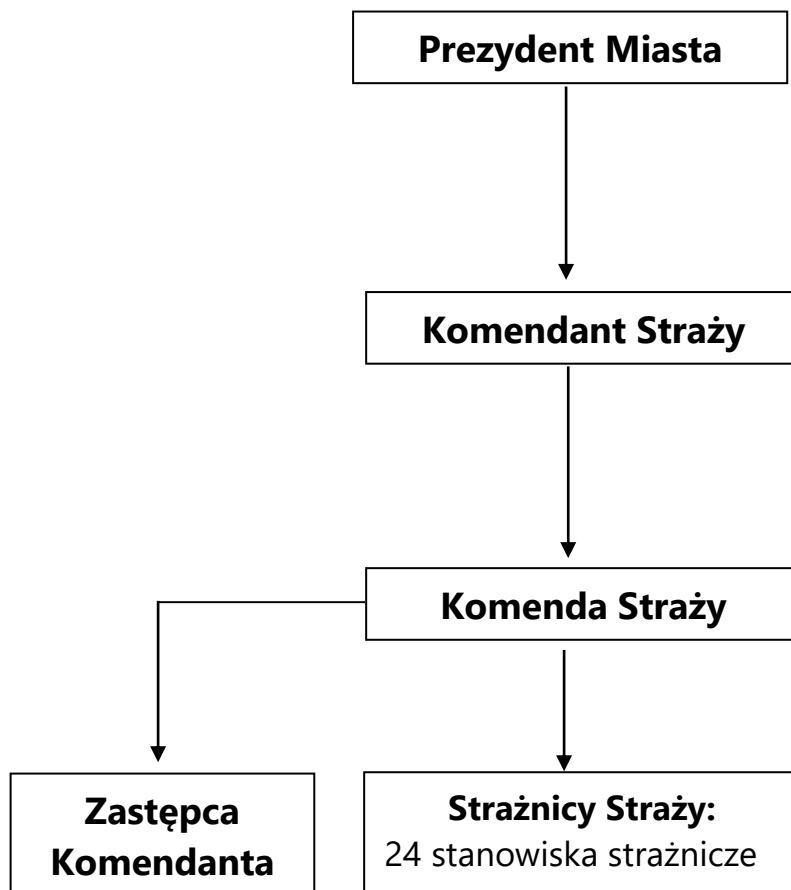 Prezydent Miasta
Komendant Straży
Komenda Straży
Zastępca
Komendanta
Strażnicy Straży:
24 stanowiska strażnicze